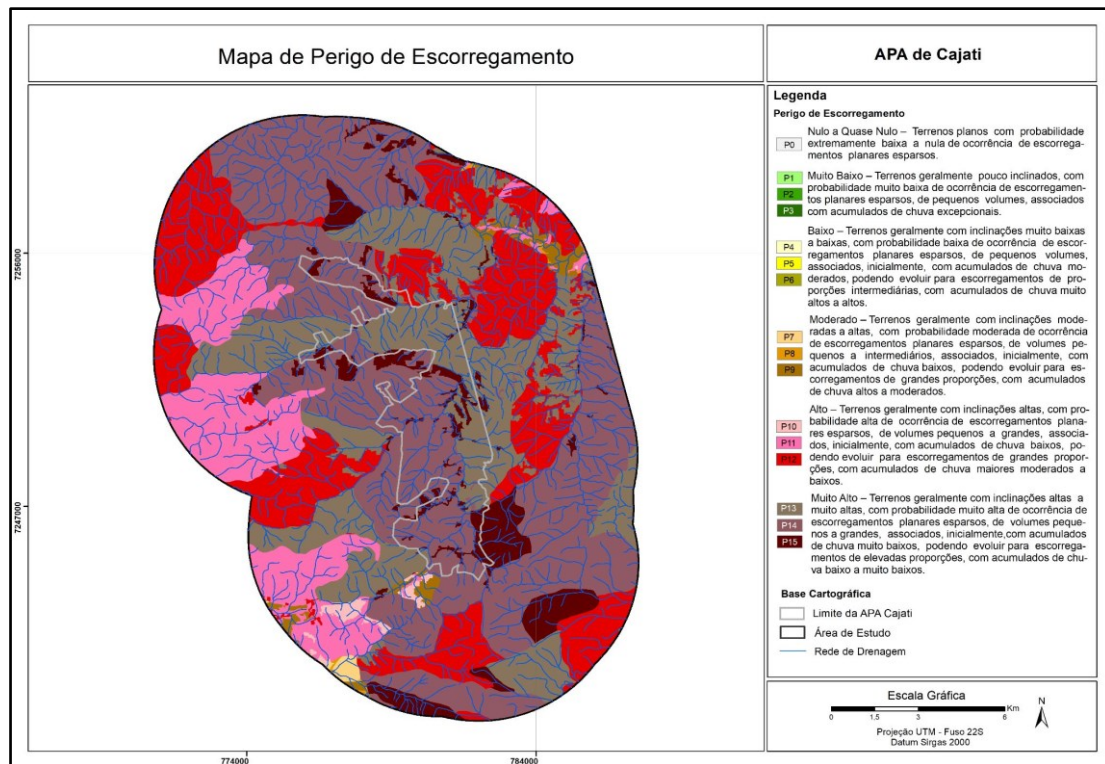 Mapa de Perigo de Escorregamento
APA de Cajati
7256000
7247000
774000
784000
Legenda
Perigo de Escorregamento
P0
Nulo a Quase Nulo – Terrenos planos com probabilidade
extremamente baixa a nula de ocorrência de escorrega-
mentos planares esparsos.
P1
P2
P3
Muito Baixo – Terrenos geralmente pouco inclinados, com
probabilidade muito baixa de ocorrência de escorregamen-
tos planares esparsos, de pequenos volumes, associados
com acumulados de chuva excepcionais.
P4
P5
P6
Baixo – Terrenos geralmente com inclinações muito baixas
a baixas, com probabilidade baixa de ocorrência de escor-
regamentos planares esparsos, de pequenos volumes,
associados, inicialmente, com acumulados de chuva mo-
derados, podendo evoluir para escorregamentos de pro-
porções intermediárias, com acumulados de chuva muito
altos a altos.
P7
P8
P9
Moderado – Terrenos geralmente com inclinações mode-
radas a altas, com probabilidade moderada de ocorrência
de escorregamentos planares esparsos, de volumes pe-
quenos a intermediários, associados, inicialmente, com
acumulados de chuva baixos, podendo evoluir para es-
corregamentos de grandes proporções, com acumulados
de chuva altos a moderados.
P10
P11
P12
Alto – Terrenos geralmente com inclinações altas, com pro-
babilidade alta de ocorrência de escorregamentos plana-
res esparsos, de volumes pequenos a grandes, associa-
dos, inicialmente, com acumulados de chuva baixos, po-
dendo evoluir para escorregamentos de grandes propor-
ções, com acumulados de chuva maiores moderados a
baixos.
P13
P14
P15
Muito Alto – Terrenos geralmente com inclinações altas a
muito altas, com probabilidade muito alta de ocorrência de
escorregamentos planares esparsos, de volumes peque-
nos a grandes, associados, inicialmente,com acumulados
de chuva muito baixos, podendo evoluir para escorrega-
mentos de elevadas proporções, com acumulados de chu-
va baixo a muito baixos.
Base Cartográfica
Limite da APA Cajati
Área de Estudo
Rede de Drenagem
Escala Gráfica
0 1,5 3 6 Km
N
Projeção UTM - Fuso 22S
Datum Sirgas 2000